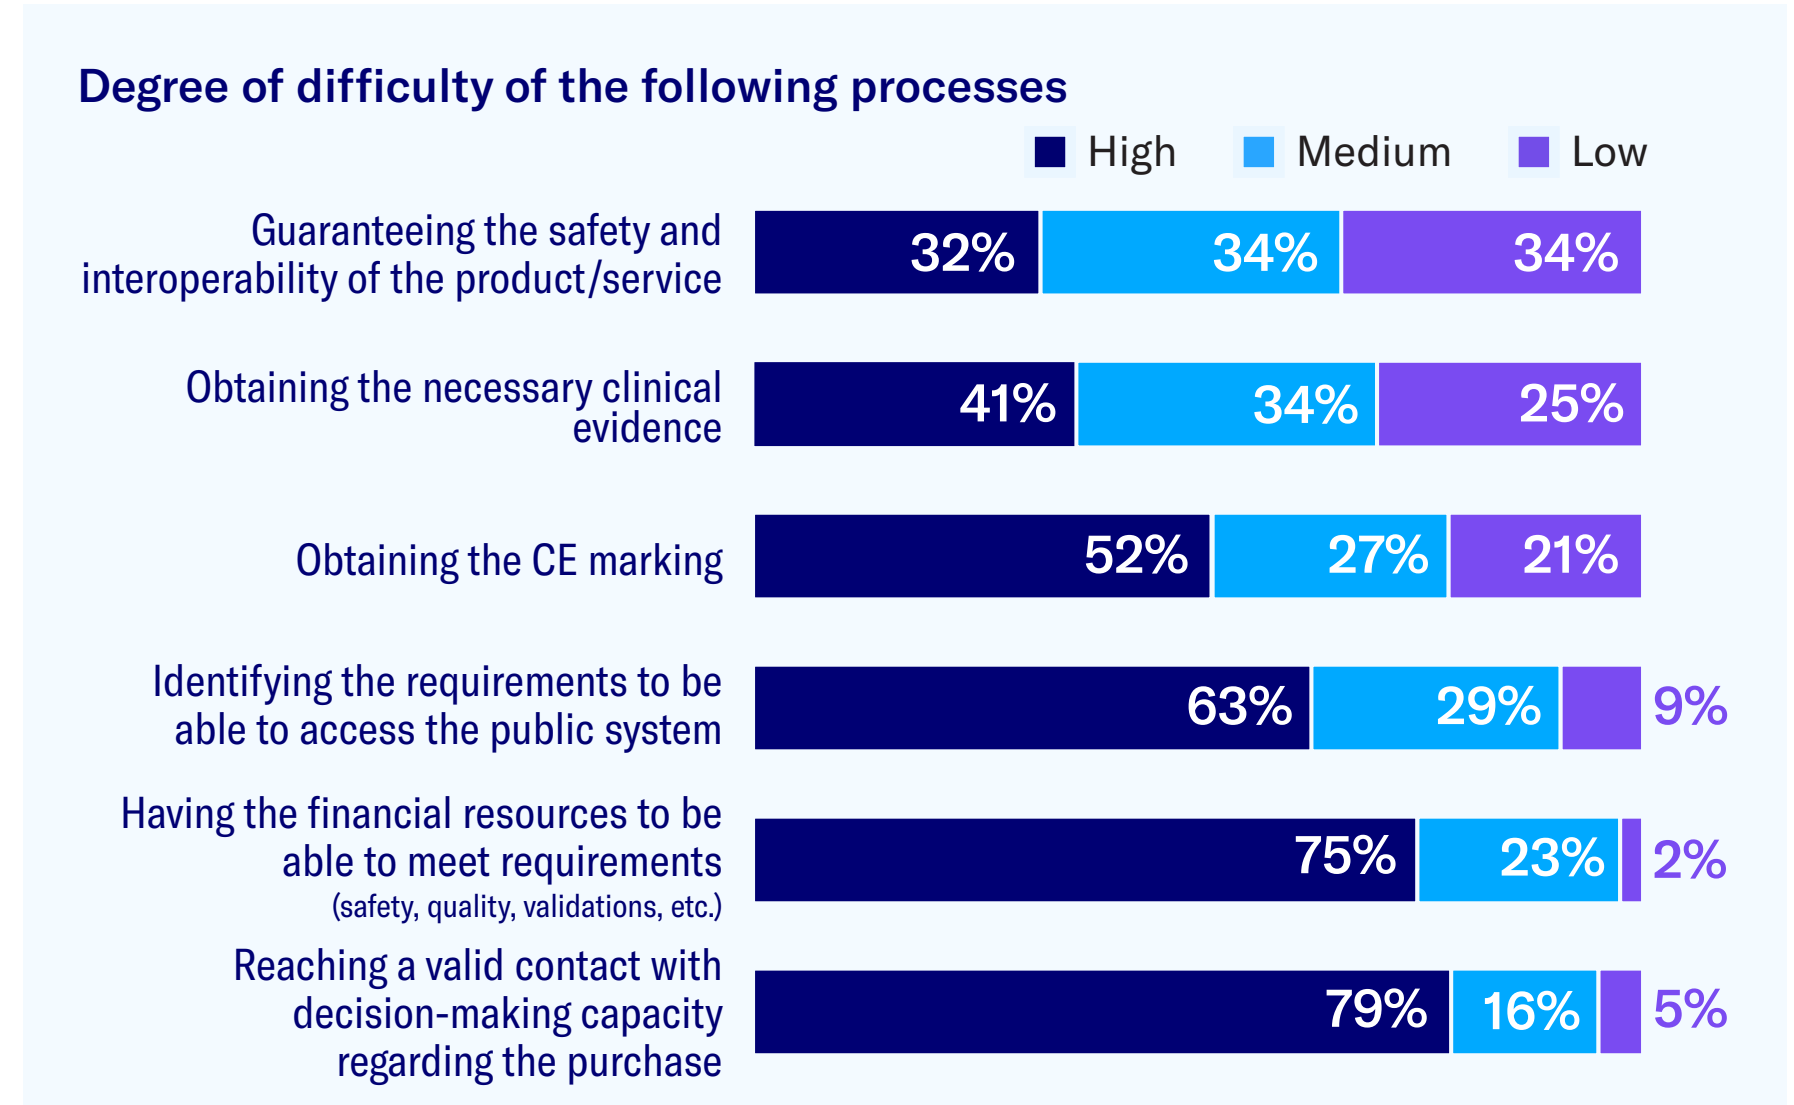 Degree of difficulty of the following processes
High Medium Low
Guaranteeing the safety and
interoperability of the product/service
32% 34% 34%
Obtaining the necessary clinical
evidence
41% 34% 25%
Obtaining the CE marking
52% 27% 21%
Identifying the requirements to be
able to access the public system
63% 29% 9%
Having the financial resources to be
able to meet requirements
(safety, quality, validations, etc.)
75% 23% 2%
Reaching a valid contact with
decision-making capacity
regarding the purchase
79% 16% 5%